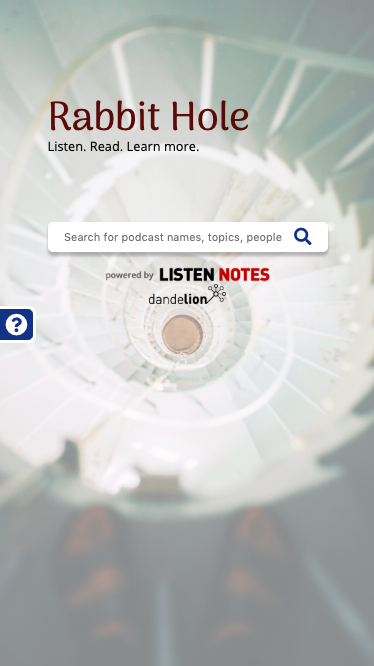 Rabbit Hole
Listen. Read. Learn more.
Search for podcast names, topics, people
powered by LISTEN NOTES
dandelion
?